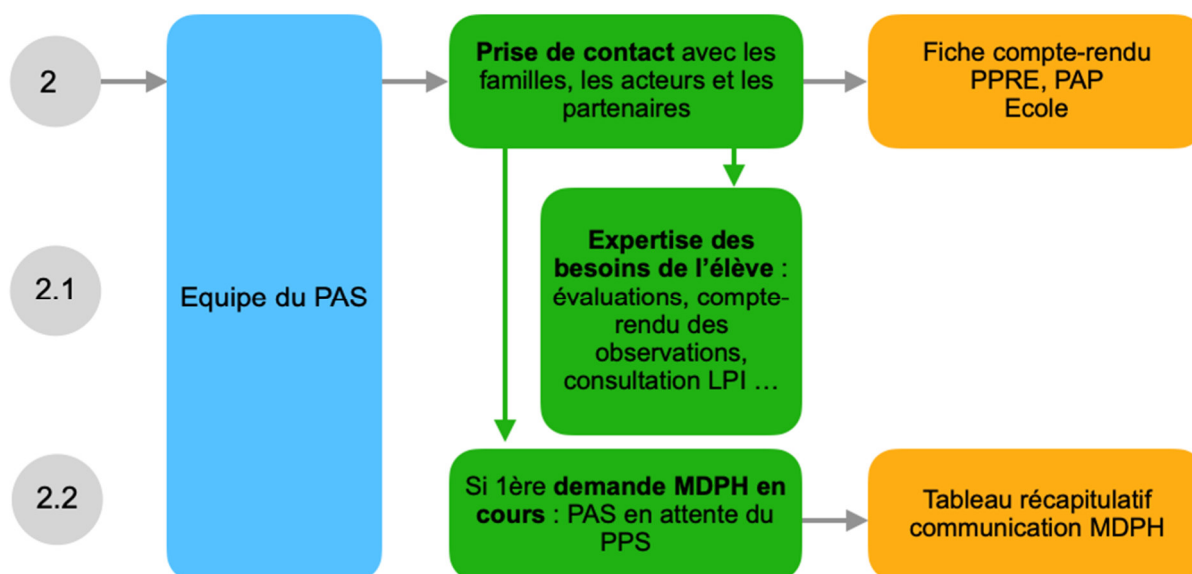 2
Prise de contact avec les
familles, les acteurs et les
partenaires
Fiche compte-rendu
PPRE, PAP
Ecole
2.1
Equipe du PAS
Expertise des
besoins de l’élève :
évaluations, compte-
rendu des
observations,
consultation LPI ...
2.2
Si 1ère demande MDPH en
cours : PAS en attente du
PPS
Tableau récapitulatif
communication MDPH